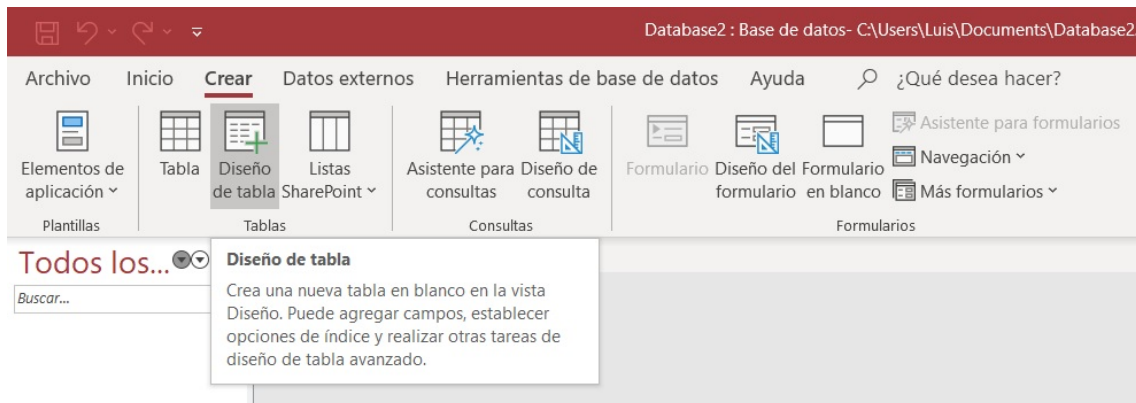 Database2 : Base de datos- C:\Users\Luis\Documents\Database2.
Archivo Inicio Crear Datos externos Herramientas de base de datos Ayuda ¿Qué desea hacer?
Elementos de aplicación
Tabla
Diseño de tabla
Listas SharePoint
Asistente para consultas
Diseño de consulta
Formulario
Diseño del formulario
Formulario en blanco
Asistente para formularios
Navegación
Más formularios
Plantillas Tablas Consultas Formularios
Todos los...
Buscar...
Diseño de tabla
Crea una nueva tabla en blanco en la vista
Diseño. Puede agregar campos, establecer
opciones de índice y realizar otras tareas de
diseño de tabla avanzado.